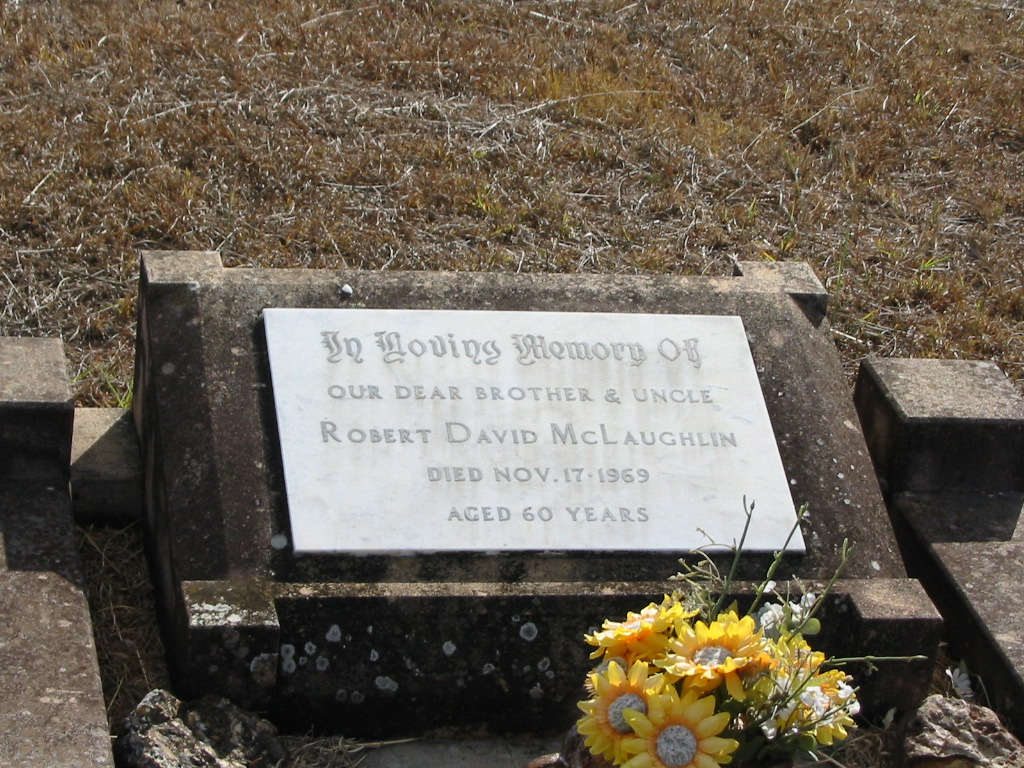 In Loving Memory Of
OUR DEAR BROTHER & UNCLE
ROBERT DAVID MCLAUGHLIN
DIED NOV. 17 · 1969
AGED 60 YEARS